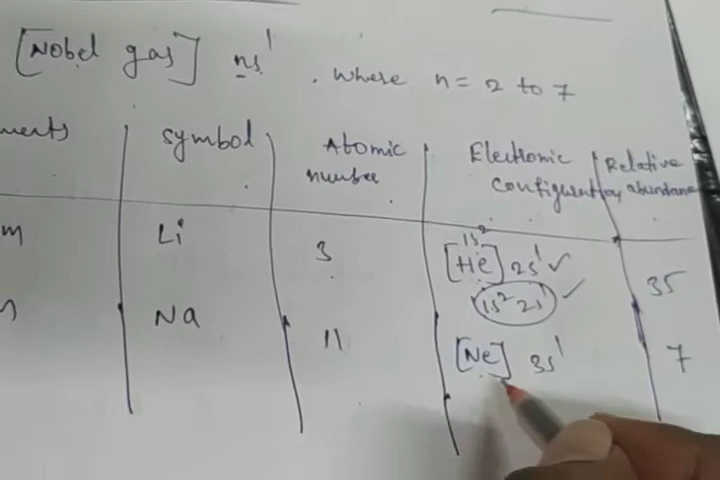 [Nobel gas] ns¹ , where n = 2 to 7
ments symbol Atomic number Electronic Configuration Relative abundance
m Li 3 1s² [He] 2s¹ ✓ 35
1s² 2s¹ ✓
Na 11 [Ne] 3s¹ 7